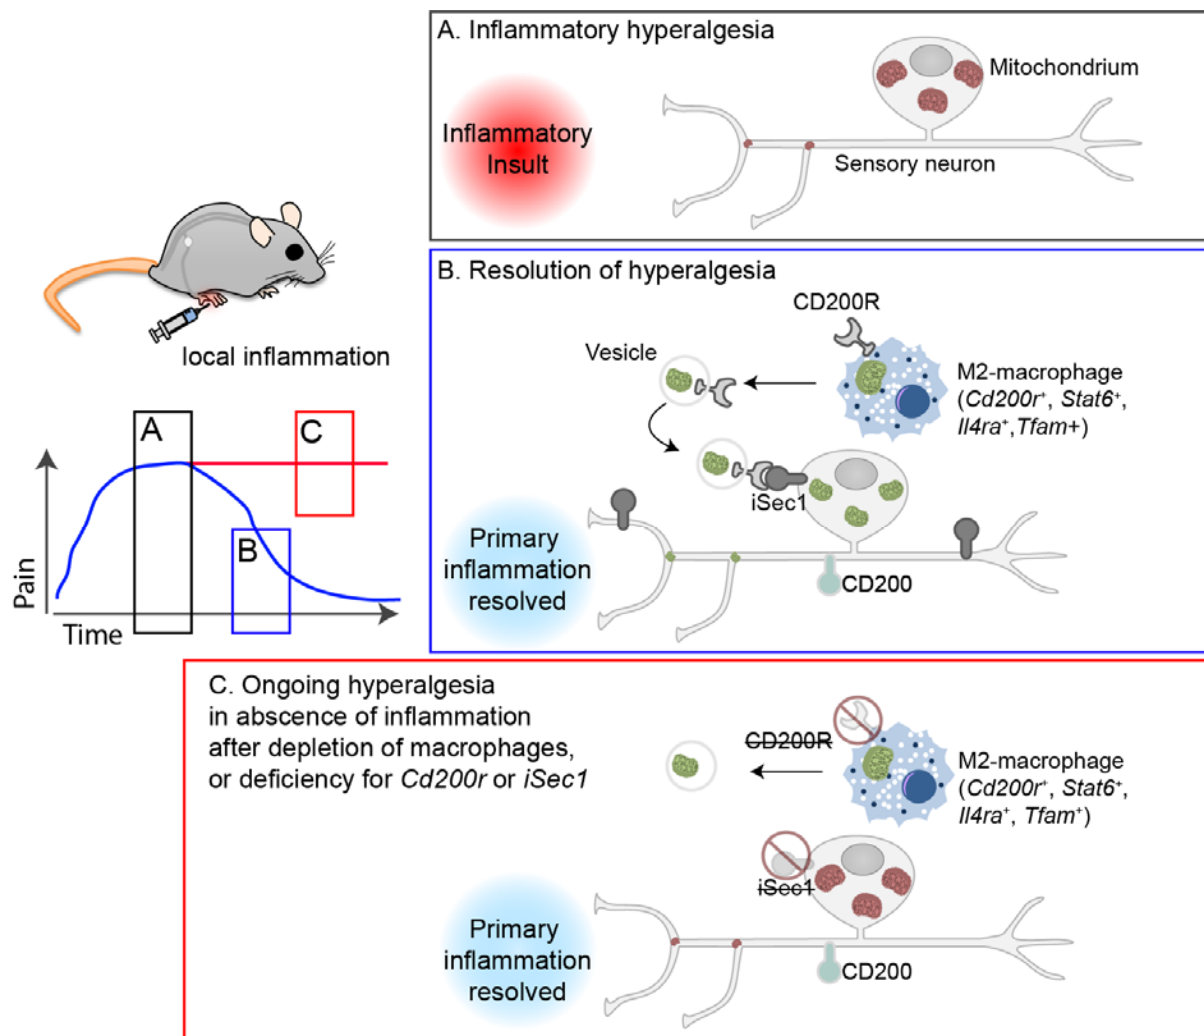 A. Inflammatory hyperalgesia
Mitochondrium
Inflammatory
Insult
Sensory neuron
local inflammation
A
C
B
Pain
Time
B. Resolution of hyperalgesia
CD200R
Vesicle
M2-macrophage
(Cd200r⁺, Stat6⁺,
Il4ra⁺,Tfam+)
iSec1
Primary
inflammation
resolved
CD200
C. Ongoing hyperalgesia
in abscence of inflammation
after depletion of macrophages,
or deficiency for Cd200r or iSec1
CD200R
M2-macrophage
(Cd200r⁺, Stat6⁺,
Il4ra⁺, Tfam⁺)
iSec1
Primary
inflammation
resolved
CD200